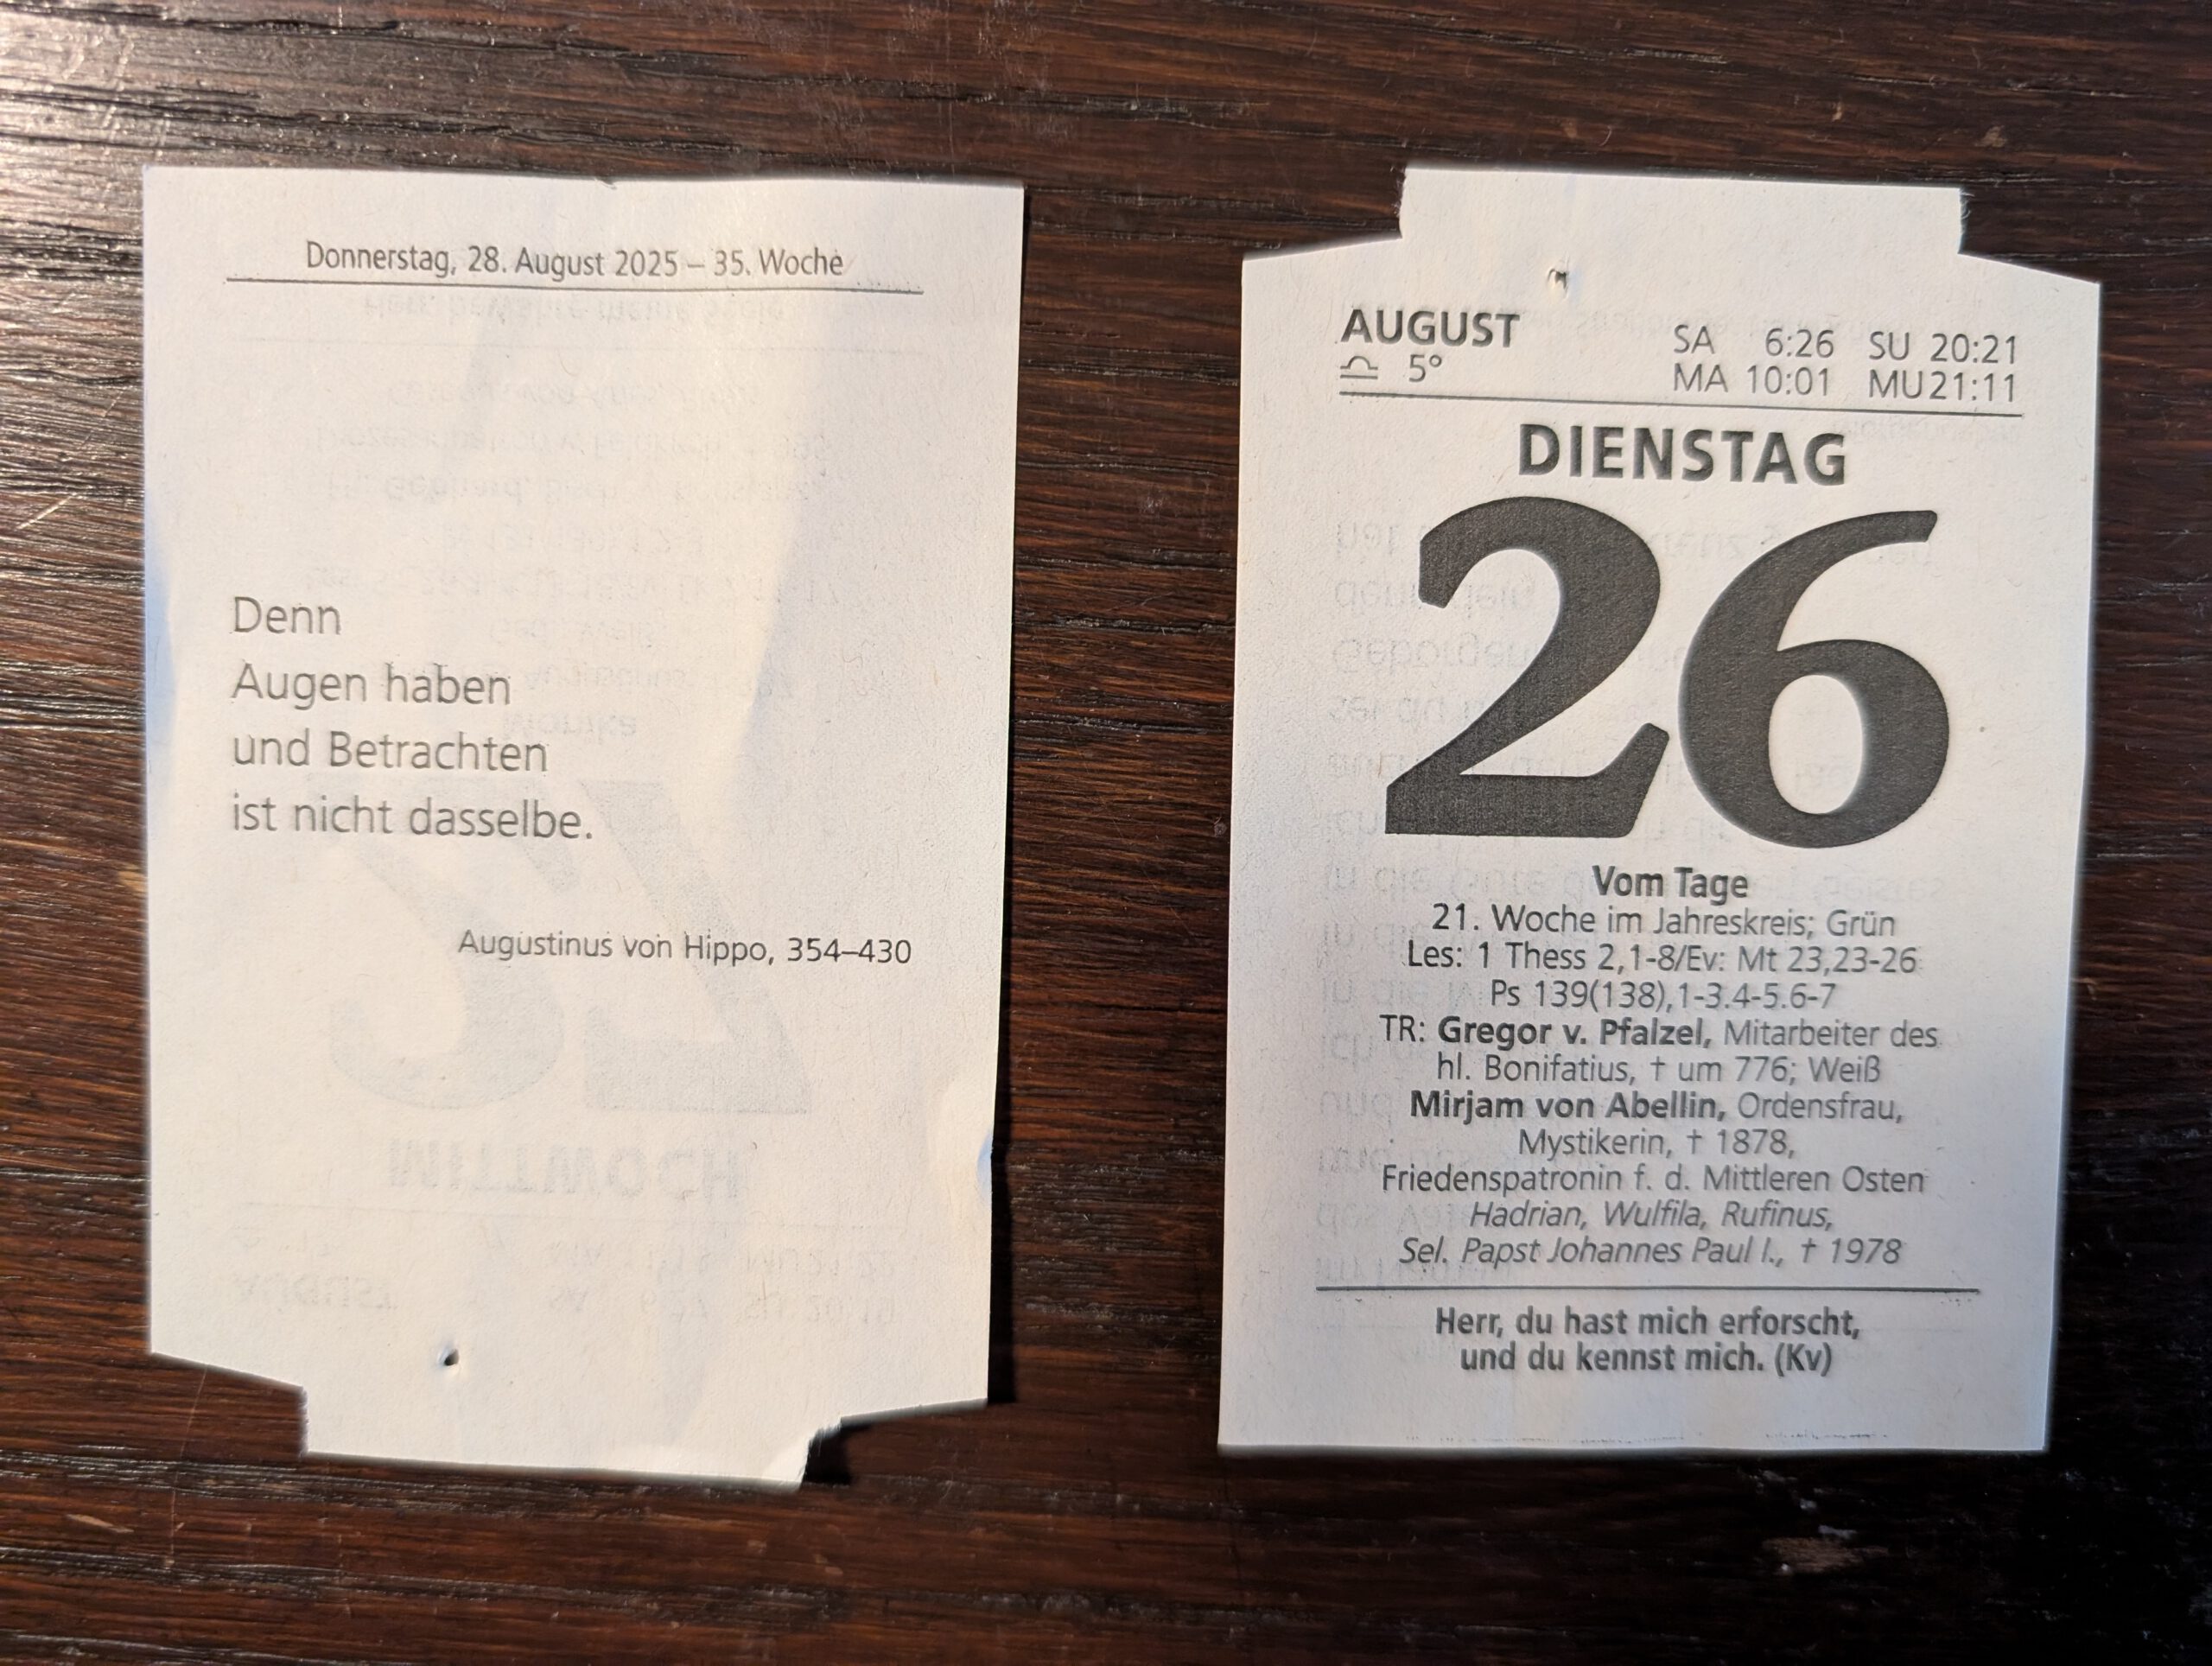 Donnerstag, 28. August 2025 – 35. Woche
Denn
Augen haben
und Betrachten
ist nicht dasselbe.
Augustinus von Hippo, 354–430
AUGUST SA 6:26 SU 20:21
♎ 5° MA 10:01 MU 21:11
DIENSTAG
26
Vom Tage
21. Woche im Jahreskreis; Grün
Les: 1 Thess 2,1-8/Ev: Mt 23,23-26
Ps 139(138),1-3.4-5.6-7
TR: Gregor v. Pfalzel, Mitarbeiter des
hl. Bonifatius, † um 776; Weiß
Mirjam von Abellin, Ordensfrau,
Mystikerin, † 1878,
Friedenspatronin f. d. Mittleren Osten
Hadrian, Wulfila, Rufinus,
Sel. Papst Johannes Paul I., † 1978
Herr, du hast mich erforscht,
und du kennst mich. (Kv)